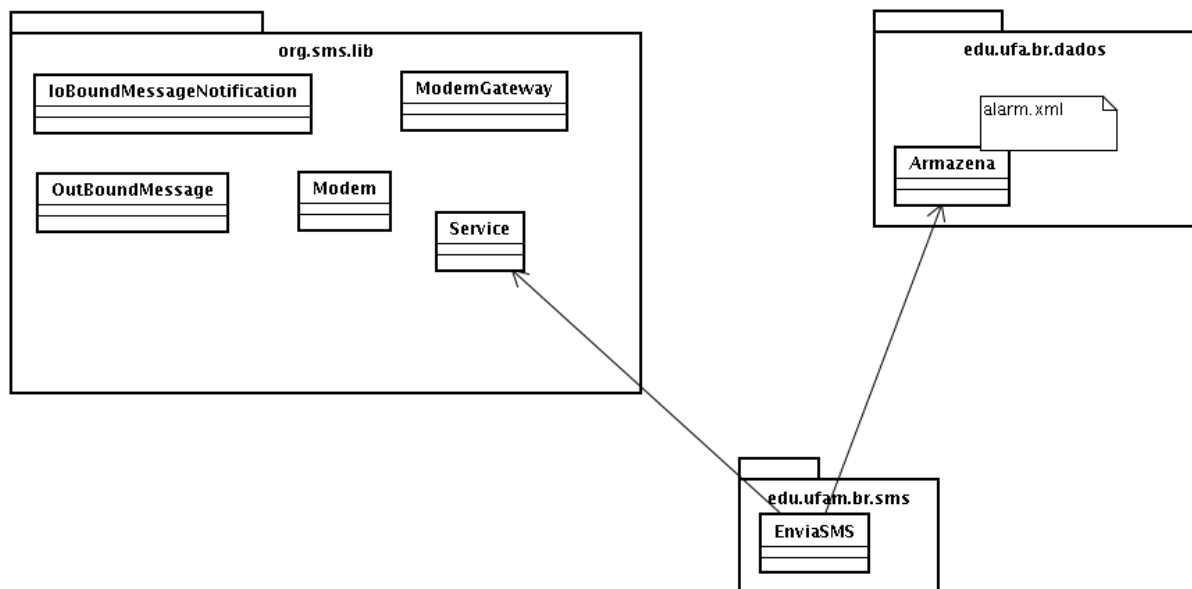 org.sms.lib
IoBoundMessageNotification
ModemGateway
OutBoundMessage
Modem
Service
edu.ufa.br.dados
alarm.xml
Armazena
edu.ufam.br.sms
EnviaSMS